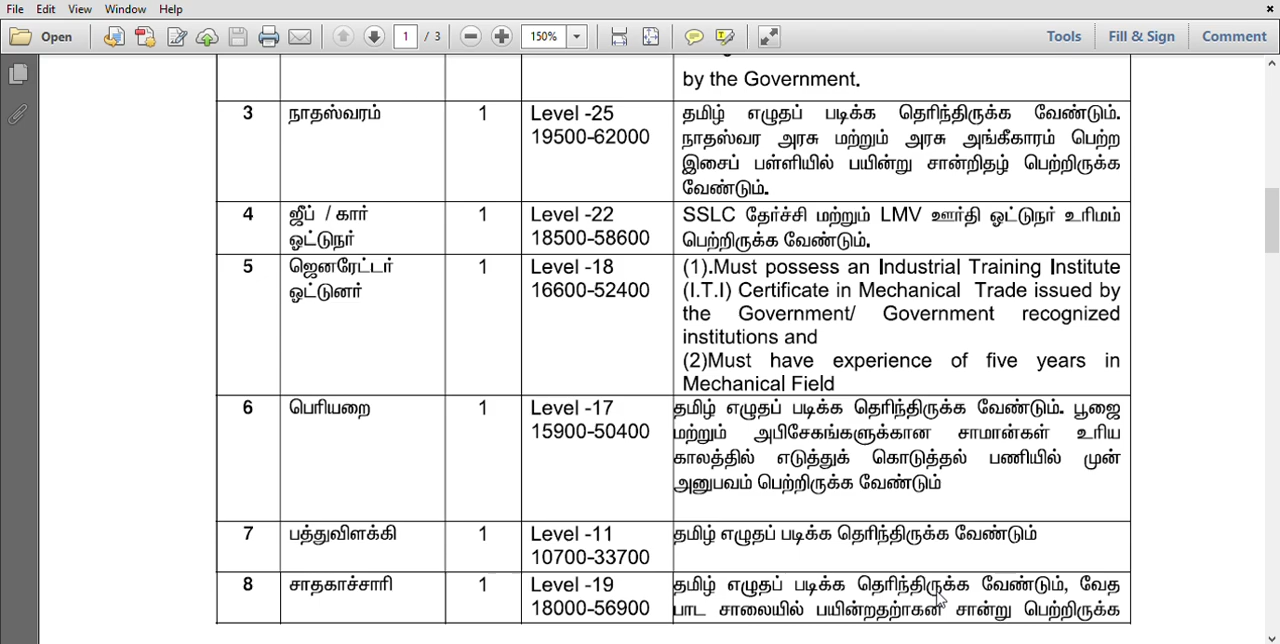 File Edit View Window Help
Open 1 / 3 150% Tools Fill & Sign Comment
by the Government.
3 நாதஸ்வரம் 1 Level -25 தமிழ் எழுதப் படிக்க தெரிந்திருக்க வேண்டும்.
19500-62000 நாதஸ்வர அரசு மற்றும் அரசு அங்கீகாரம் பெற்ற
இசைப் பள்ளியில் பயின்று சான்றிதழ் பெற்றிருக்க
வேண்டும்.
4 ஜீப் / கார் 1 Level -22 SSLC தேர்ச்சி மற்றும் LMV ஊர்தி ஓட்டுநர் உரிமம்
ஓட்டுநர் 18500-58600 பெற்றிருக்க வேண்டும்.
5 ஜெனரேட்டர் 1 Level -18 (1).Must possess an Industrial Training Institute
ஓட்டுனர் 16600-52400 (I.T.I) Certificate in Mechanical Trade issued by
the Government/ Government recognized
institutions and
(2)Must have experience of five years in
Mechanical Field
6 பெரியறை 1 Level -17 தமிழ் எழுதப் படிக்க தெரிந்திருக்க வேண்டும். பூஜை
15900-50400 மற்றும் அபிசேகங்களுக்கான சாமான்கள் உரிய
காலத்தில் எடுத்துக் கொடுத்தல் பணியில் முன்
அனுபவம் பெற்றிருக்க வேண்டும்
7 பத்துவிளக்கி 1 Level -11 தமிழ் எழுதப் படிக்க தெரிந்திருக்க வேண்டும்
10700-33700
8 சாதகாச்சாரி 1 Level -19 தமிழ் எழுதப் படிக்க தெரிந்திருக்க வேண்டும், வேத
18000-56900 பாட சாலையில் பயின்றதற்ாகன சான்று பெற்றிருக்க